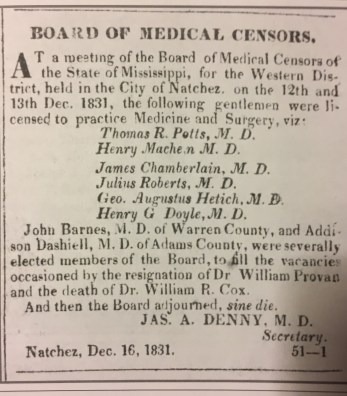 BOARD OF MEDICAL CENSORS.
AT a meeting of the Board of Medical Censors of
the State of Mississippi, for the Western Dis-
trict, held in the City of Natchez. on the 12th and
13th Dec. 1831, the following gentlemen were li-
censed to practice Medicine and Surgery, viz:
Thomas R. Potts, M. D.
Henry Machen M. D.
James Chamberlain, M. D.
Julius Roberts, M. D.
Geo. Augustus Hetich, M. D.
Henry G Doyle, M. D.
John Barnes, M. D. of Warren County, and Addi-
son Dashiell, M. D. of Adams County, were severally
elected members of the Board, to fill the vacancies
occasioned by the resignation of Dr William Provan
and the death of Dr. William R. Cox.
And then the Board adjourned, sine die.
JAS. A. DENNY, M. D.
Secretary.
Natchez, Dec. 16, 1831. 51—1